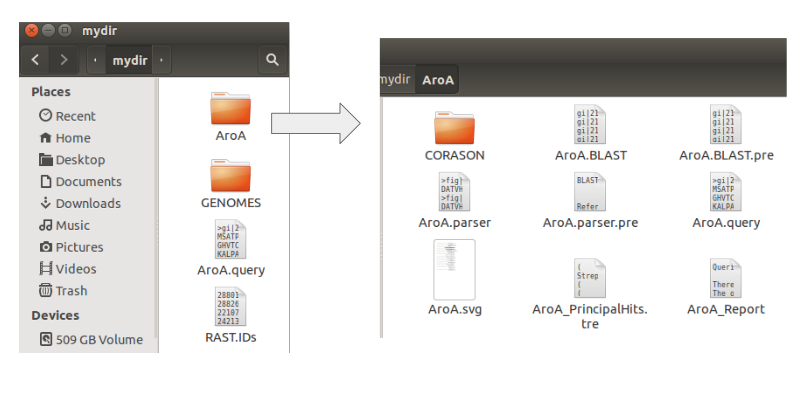 mydir
mydir
Places
Recent
Home
Desktop
Documents
Downloads
Music
Pictures
Videos
Trash
Devices
509 GB Volume
AroA
GENOMES
>gi|2
MSATP
GHVTC
KALPA
AroA.query
28801
28826
22107
24213
RAST.IDs
mydir AroA
CORASON
gi|21
gi|21
gi|21
gi|21
AroA.BLAST
gi|21
gi|21
gi|21
gi|21
AroA.BLAST.pre
>fig|
DATVH
>fig|
DATVH
AroA.parser
BLAST
Refer
AroA.parser.pre
>gi|2
MSATP
GHVTC
KALPA
AroA.query
AroA.svg
(
Strep
(
(
AroA_PrincipalHits.
tre
Queri
There
The o
AroA_Report